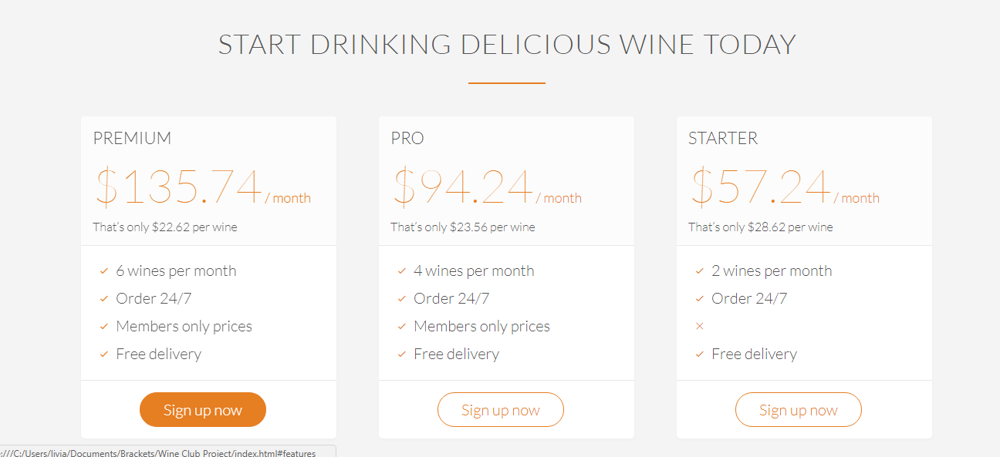 START DRINKING DELICIOUS WINE TODAY
PREMIUM
$135.74 / month
That's only $22.62 per wine
6 wines per month
Order 24/7
Members only prices
Free delivery
Sign up now
PRO
$94.24 / month
That's only $23.56 per wine
4 wines per month
Order 24/7
Members only prices
Free delivery
Sign up now
STARTER
$57.24 / month
That's only $28.62 per wine
2 wines per month
Order 24/7
Free delivery
Sign up now
:///C:/Users/livia/Documents/Brackets/Wine Club Project/index.html#features